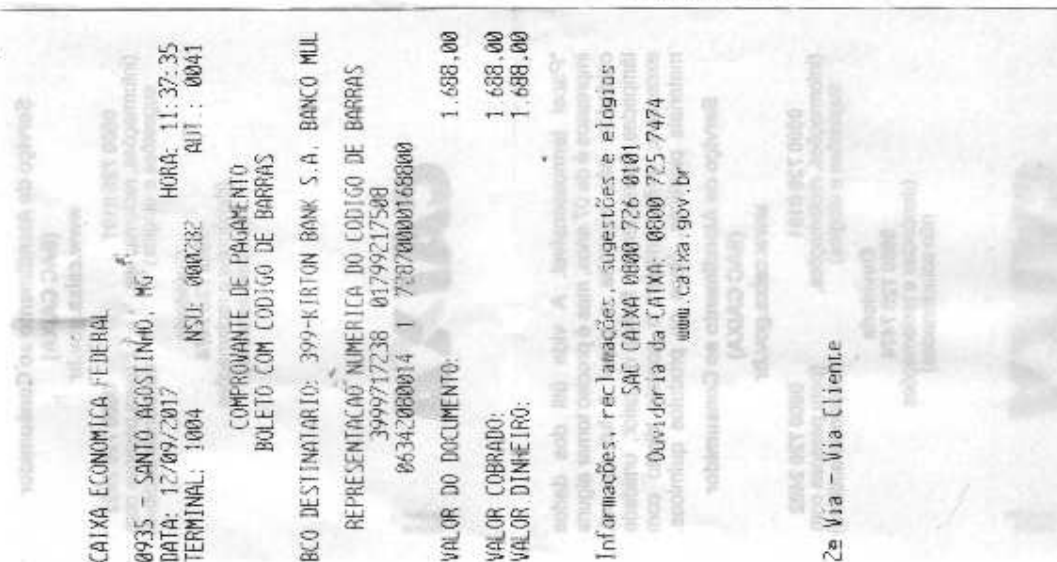 CAIXA ECONOMICA FEDERAL
0935 - SANTO AGOSTINHO, MG
DATA: 12/09/2017 HORA: 11:37:35
TERMINAL: 1004 NSU: 000282 AUT.: 0041
COMPROVANTE DE PAGAMENTO
BOLETO COM CODIGO DE BARRAS
BCO DESTINATARIO: 399-KIRTON BANK S.A. BANCO MUL
REPRESENTACAO NUMERICA DO CODIGO DE BARRAS
3999717238 01799217508
06342080014 1 72870000168800
VALOR DO DOCUMENTO: 1.688,00
VALOR COBRADO: 1.688,00
VALOR DINHEIRO: 1.688,00
Informações, reclamações, sugestões e elogios
SAC CAIXA 0800 726 0101
Ouvidoria da CAIXA: 0800 725 7474
www.caixa.gov.br
2a Via - Via Cliente